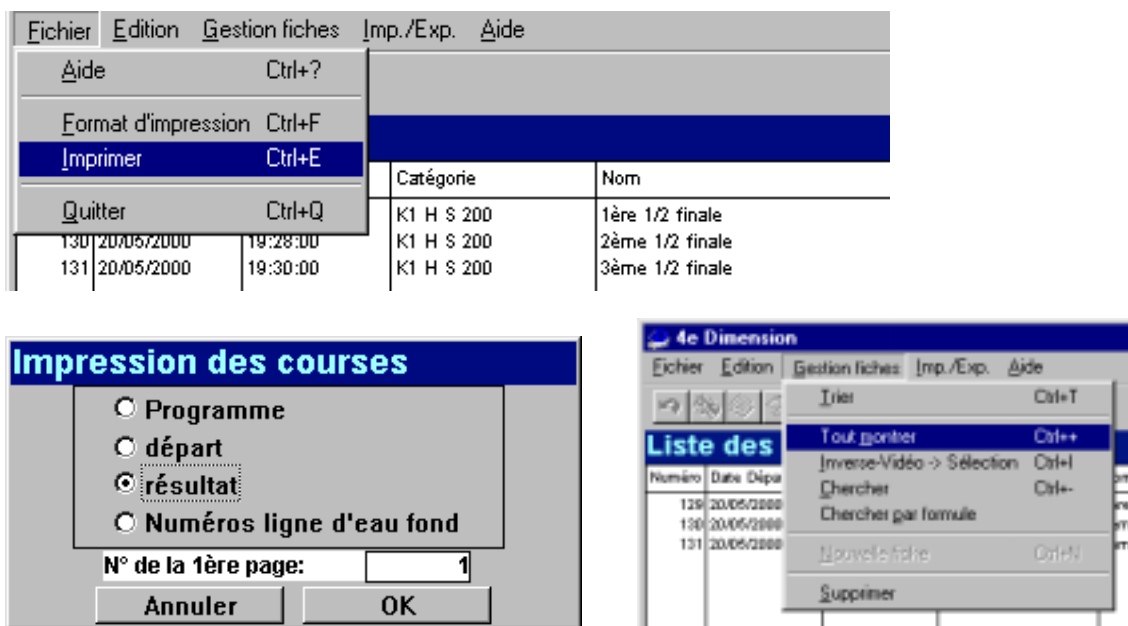 Fichier Edition Gestion fiches Imp./Exp. Aide
Aide Ctrl+?
Format d'impression Ctrl+F
Imprimer Ctrl+E
Quitter Ctrl+Q
Catégorie Nom
K1 H S 200 1ère 1/2 finale
130 20/05/2000 19:28:00 K1 H S 200 2ème 1/2 finale
131 20/05/2000 19:30:00 K1 H S 200 3ème 1/2 finale
Impression des courses
Programme
départ
résultat
Numéros ligne d'eau fond
N° de la 1ère page: 1
Annuler OK
4e Dimension
Fichier Edition Gestion fiches Imp./Exp. Aide
Trier Ctrl+T
Tout montrer Ctrl++
Inverse-Vidéo -> Sélection Ctrl+I
Chercher Ctrl+-
Chercher par formule
Nouvelle fiche Ctrl+N
Supprimer
Liste des
Numéro Date Dépa
129 20/05/2000
130 20/05/2000
131 20/05/2000